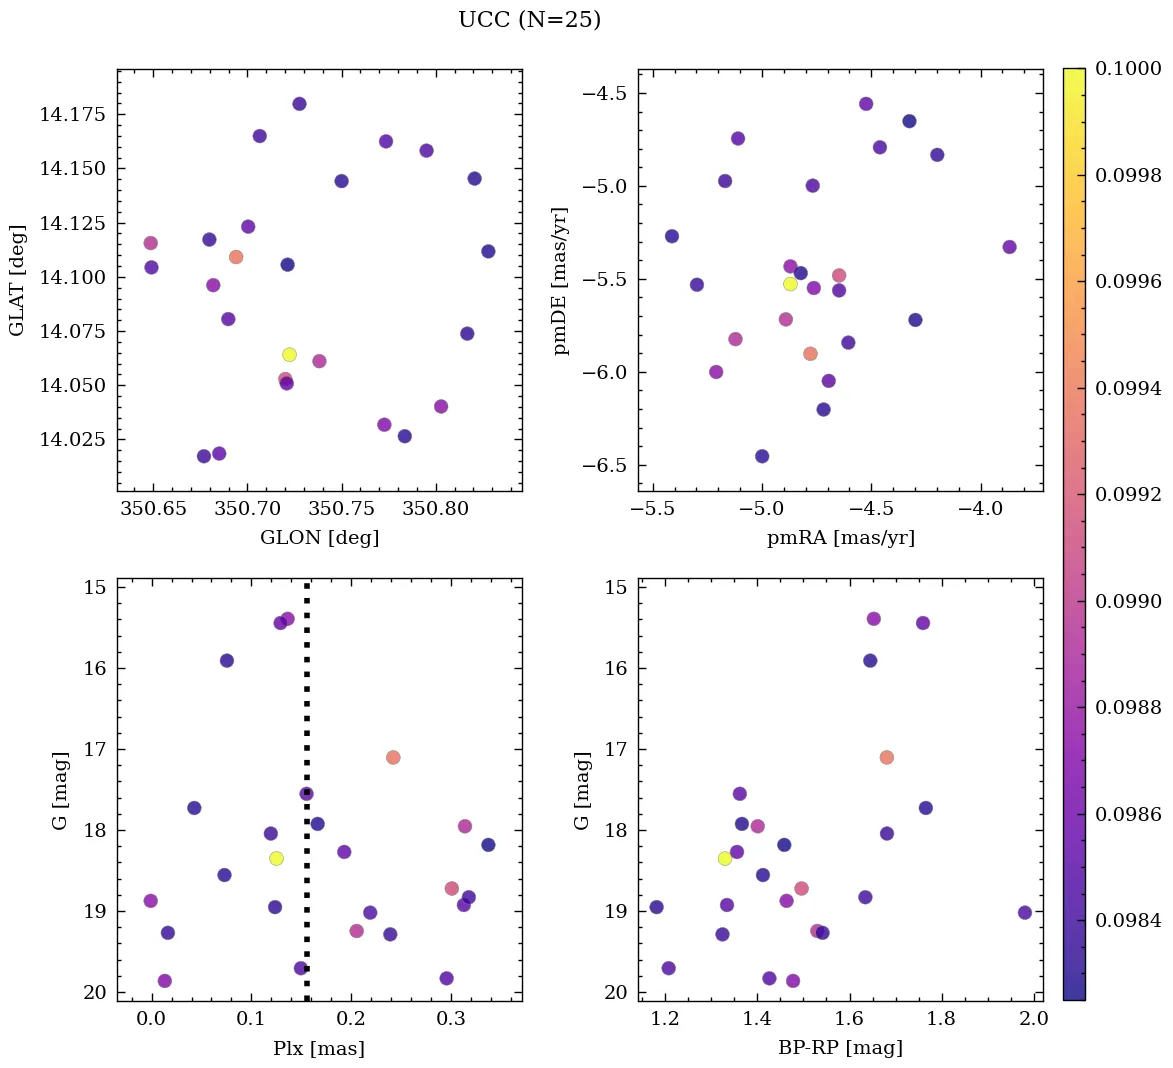 UCC (N=25)
14.175
14.150
14.125
14.100
14.075
14.050
14.025
GLAT [deg]
350.65 350.70 350.75 350.80
GLON [deg]
−4.5
−5.0
−5.5
−6.0
−6.5
pmDE [mas/yr]
−5.5 −5.0 −4.5 −4.0
pmRA [mas/yr]
15
16
17
18
19
20
G [mag]
0.0 0.1 0.2 0.3
Plx [mas]
15
16
17
18
19
20
G [mag]
1.2 1.4 1.6 1.8 2.0
BP-RP [mag]
0.1000
0.0998
0.0996
0.0994
0.0992
0.0990
0.0988
0.0986
0.0984